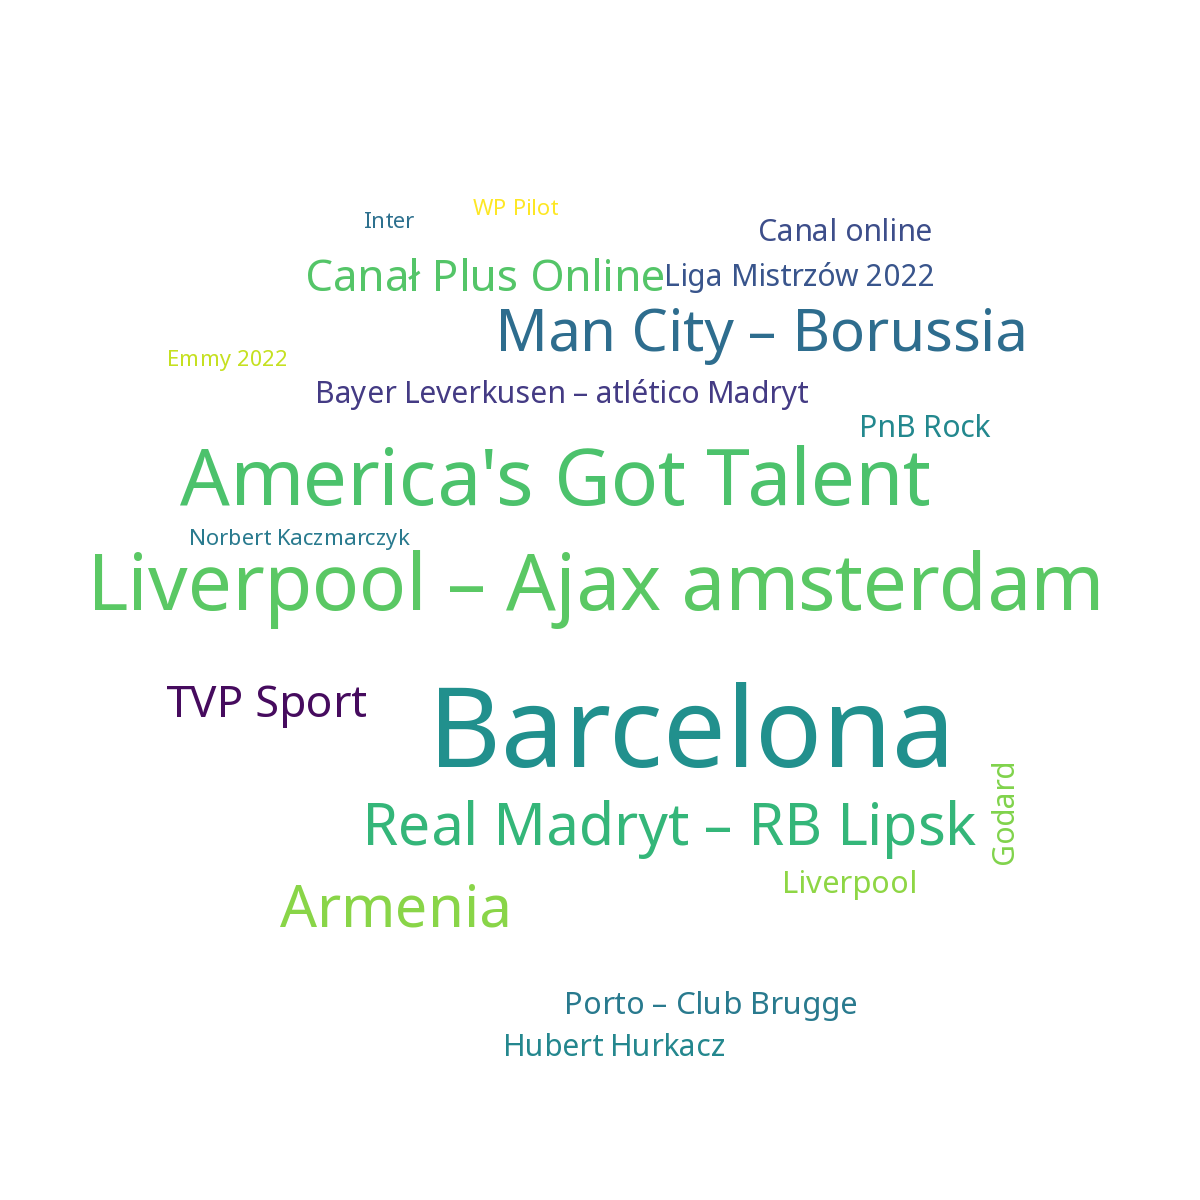 WP Pilot
Inter
Canal online
Canał Plus Online
Liga Mistrzów 2022
Man City – Borussia
Emmy 2022
Bayer Leverkusen – atlético Madryt
PnB Rock
America's Got Talent
Norbert Kaczmarczyk
Liverpool – Ajax amsterdam
TVP Sport
Barcelona
Godard
Real Madryt – RB Lipsk
Liverpool
Armenia
Porto – Club Brugge
Hubert Hurkacz